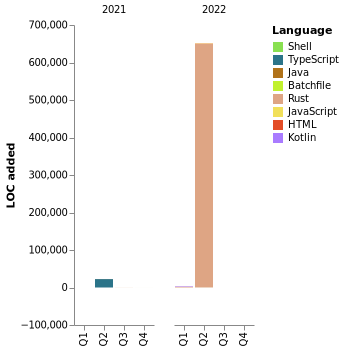 2021
2022
LOC added
700,000
600,000
500,000
400,000
300,000
200,000
100,000
0
−100,000
Q1
Q2
Q3
Q4
Q1
Q2
Q3
Q4
Language
Shell
TypeScript
Java
Batchfile
Rust
JavaScript
HTML
Kotlin